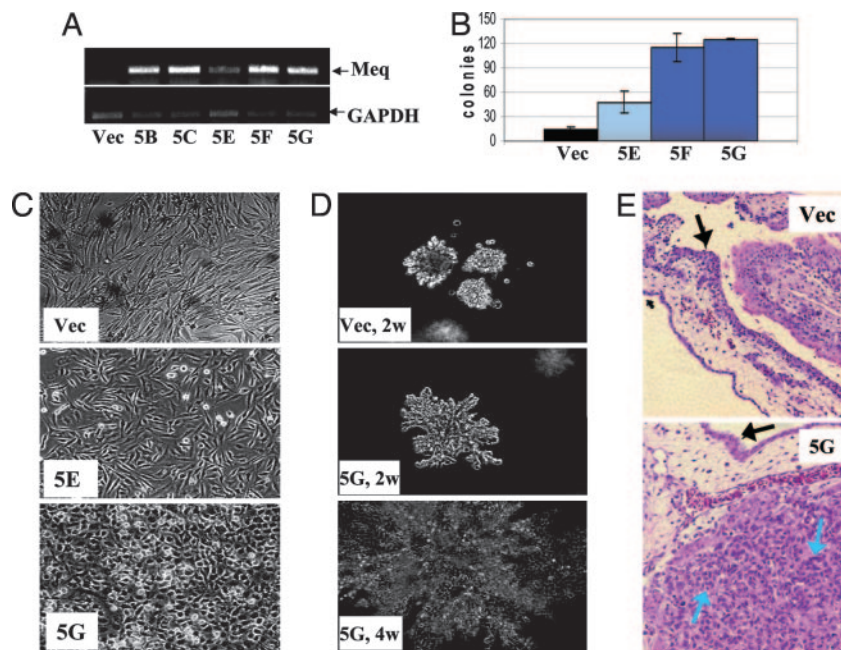 A
Meq
GAPDH
Vec 5B 5C 5E 5F 5G
B
colonies
150
120
90
60
30
0
Vec 5E 5F 5G
C
Vec
5E
5G
D
Vec, 2w
5G, 2w
5G, 4w
E
Vec
5G